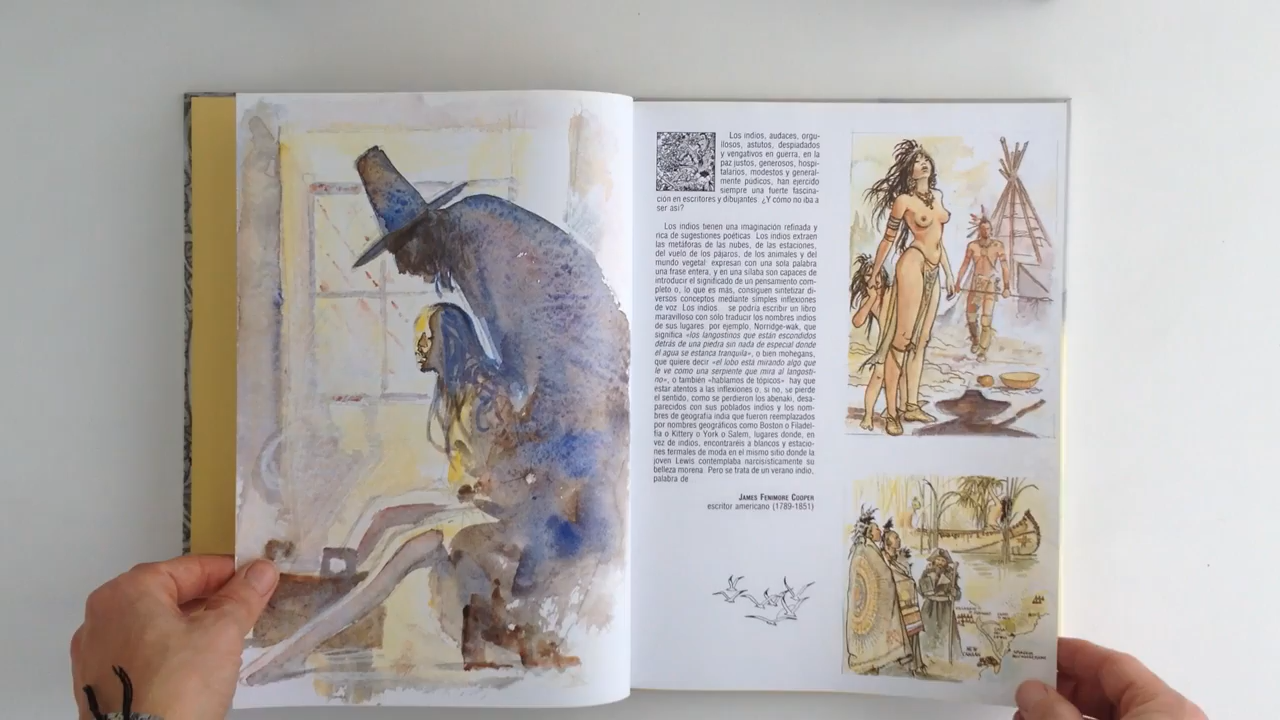 Los indios, audaces, orgu-
llosos, astutos, despiadados
y vengativos en guerra, en la
paz justos, generosos, hospi-
talarios, modestos y general-
mente púdicos, han ejercido
siempre una fuerte fascina-
ción en escritores y dibujantes ¿Y cómo no iba a
ser así?
Los indios tienen una imaginación refinada y
rica de sugestiones poéticas Los indios extraen
las metáforas de las nubes, de las estaciones,
del vuelo de los pájaros, de los animales y del
mundo vegetal expresan con una sola palabra
una frase entera, y en una sílaba son capaces de
introducir el significado de un pensamiento com-
pleto o, lo que es más, consiguen sintetizar di-
versos conceptos mediante simples inflexiones
de voz Los indios se podría escribir un libro
maravilloso con sólo traducir los nombres indios
de sus lugares por ejemplo, Norridge-wak, que
significa «los langostinos que están escondidos
detrás de una piedra sin nada de especial donde
el agua se estanca tranquila», o bien mohegans,
que quiere decir «el lobo está mirando algo que
le ve como una serpiente que mira al langosti-
no», o también «hablamos de tópicos» hay que
estar atentos a las inflexiones o, si no, se pierde
el sentido, como se perdieron los abenaki, desa-
parecidos con sus poblados indios y los nom-
bres de geografía india que fueron reemplazados
por nombres geográficos como Boston o Filadel-
fia o Kittery o York o Salem, lugares donde, en
vez de indios, encontraréis a blancos y estacio-
nes termales de moda en el mismo sitio donde la
joven Lewis contemplaba narcisísticamente su
belleza morena Pero se trata de un verano indio,
palabra de
JAMES FENIMORE COOPER
escritor americano (1789-1851)
NEW